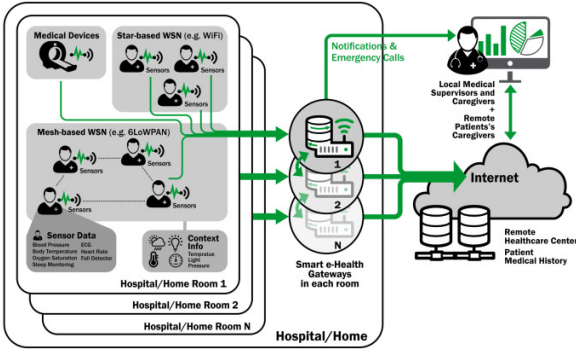 Medical Devices
Star-based WSN (e.g. WiFi)
Sensors
Sensors
Sensors
Mesh-based WSN (e.g. 6LoWPAN)
Sensors
Sensors
Sensors
Sensors
Sensor Data
Blood Pressure ECG
Body Temperature Heart Rate
Oxygen Saturation Fall Detector
Sleep Monitoring
Context
Info
Tempratue
Light
Pressure
Hospital/Home Room 1
Hospital/Home Room 2
Hospital/Home Room N
Hospital/Home
Notifications &
Emergency Calls
1
2
N
Smart e-Health
Gateways
in each room
Local Medical
Supervisors and
Caregivers
+
Remote
Patients's
Caregivers
Internet
Remote
Healthcare Center
Patient
Medical History